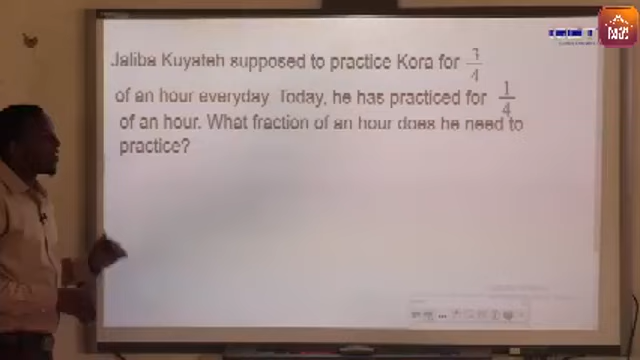 Jaliba Kuyateh supposed to practice Kora for 3/4
of an hour everyday. Today, he has practiced for 1/4
of an hour. What fraction of an hour does he need to
practice?